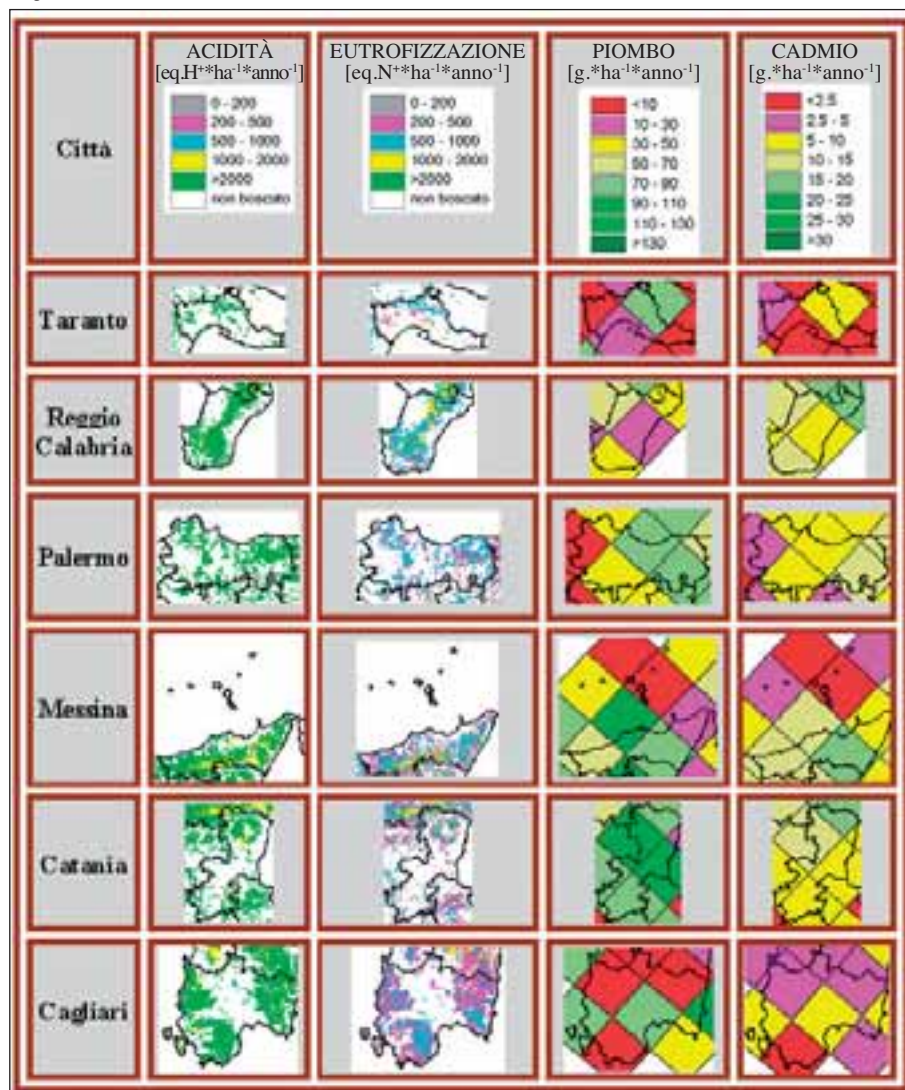 Città
ACIDITÀ
[eq.H⁺*ha⁻¹*anno⁻¹]
0 - 200
200 - 500
500 - 1000
1000 - 2000
>2000
non boscato
EUTROFIZZAZIONE
[eq.N⁺*ha⁻¹*anno⁻¹]
0 - 200
200 - 500
500 - 1000
1000 - 2000
>2000
non boscato
PIOMBO
[g.*ha⁻¹*anno⁻¹]
<10
10 - 30
30 - 50
50 - 70
70 - 90
90 - 110
110 - 130
>130
CADMIO
[g.*ha⁻¹*anno⁻¹]
<2.5
2.5 - 5
5 - 10
10 - 15
15 - 20
20 - 25
25 - 30
>30
Taranto
Reggio
Calabria
Palermo
Messina
Catania
Cagliari